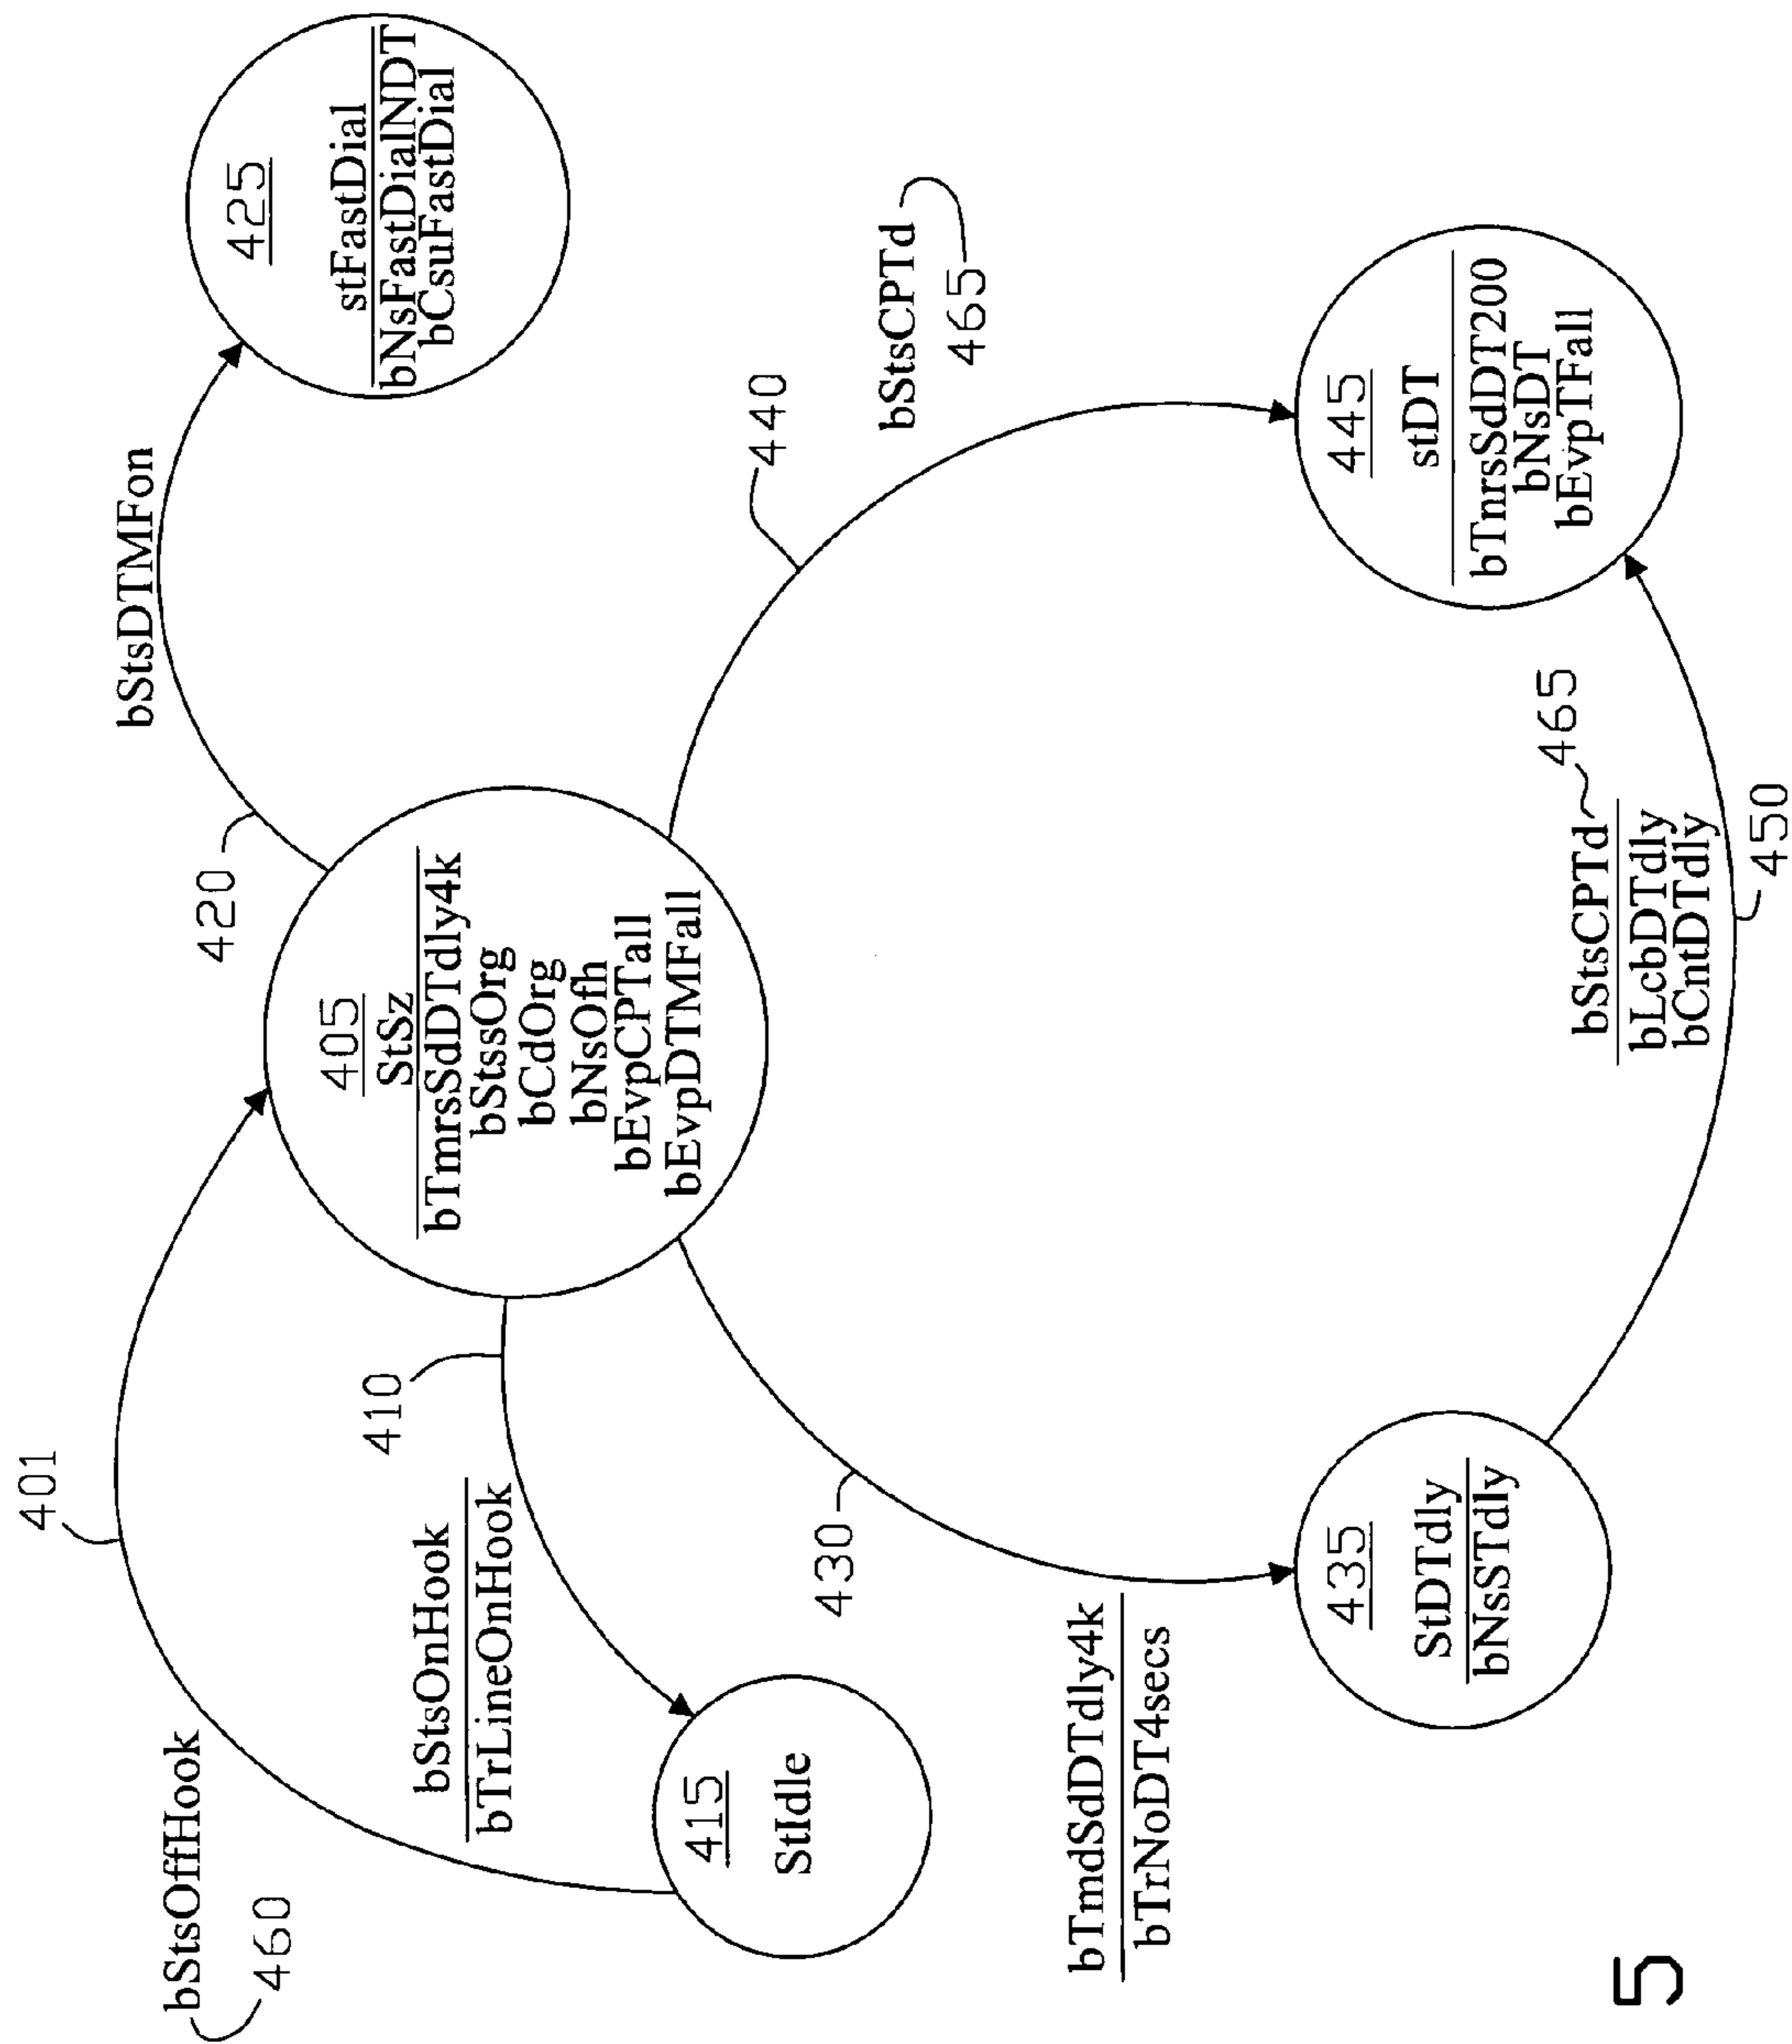 bStsOffHook
460
401
bStsDTMFon
420
425
stFastDial
bNsFastDialNDT
bCsuFastDial
405
StSz
bTmrsSdDTdly4k
bStssOrg
bCdOrg
bNsOfh
bEvpCPTall
bEvpDTMFall
410
bStsOnHook
bTrLineOnHook
415
StIdle
430
bTmdSdDTdly4k
bTrNoDT4secs
435
StDTdly
bNsSTdly
440
bStsCPTd
465
445
stDT
bTmrsSdDT200
bNsDT
bEvpTFall
bStsCPTd
465
bLcbDTdly
bCntDTdly
450
5